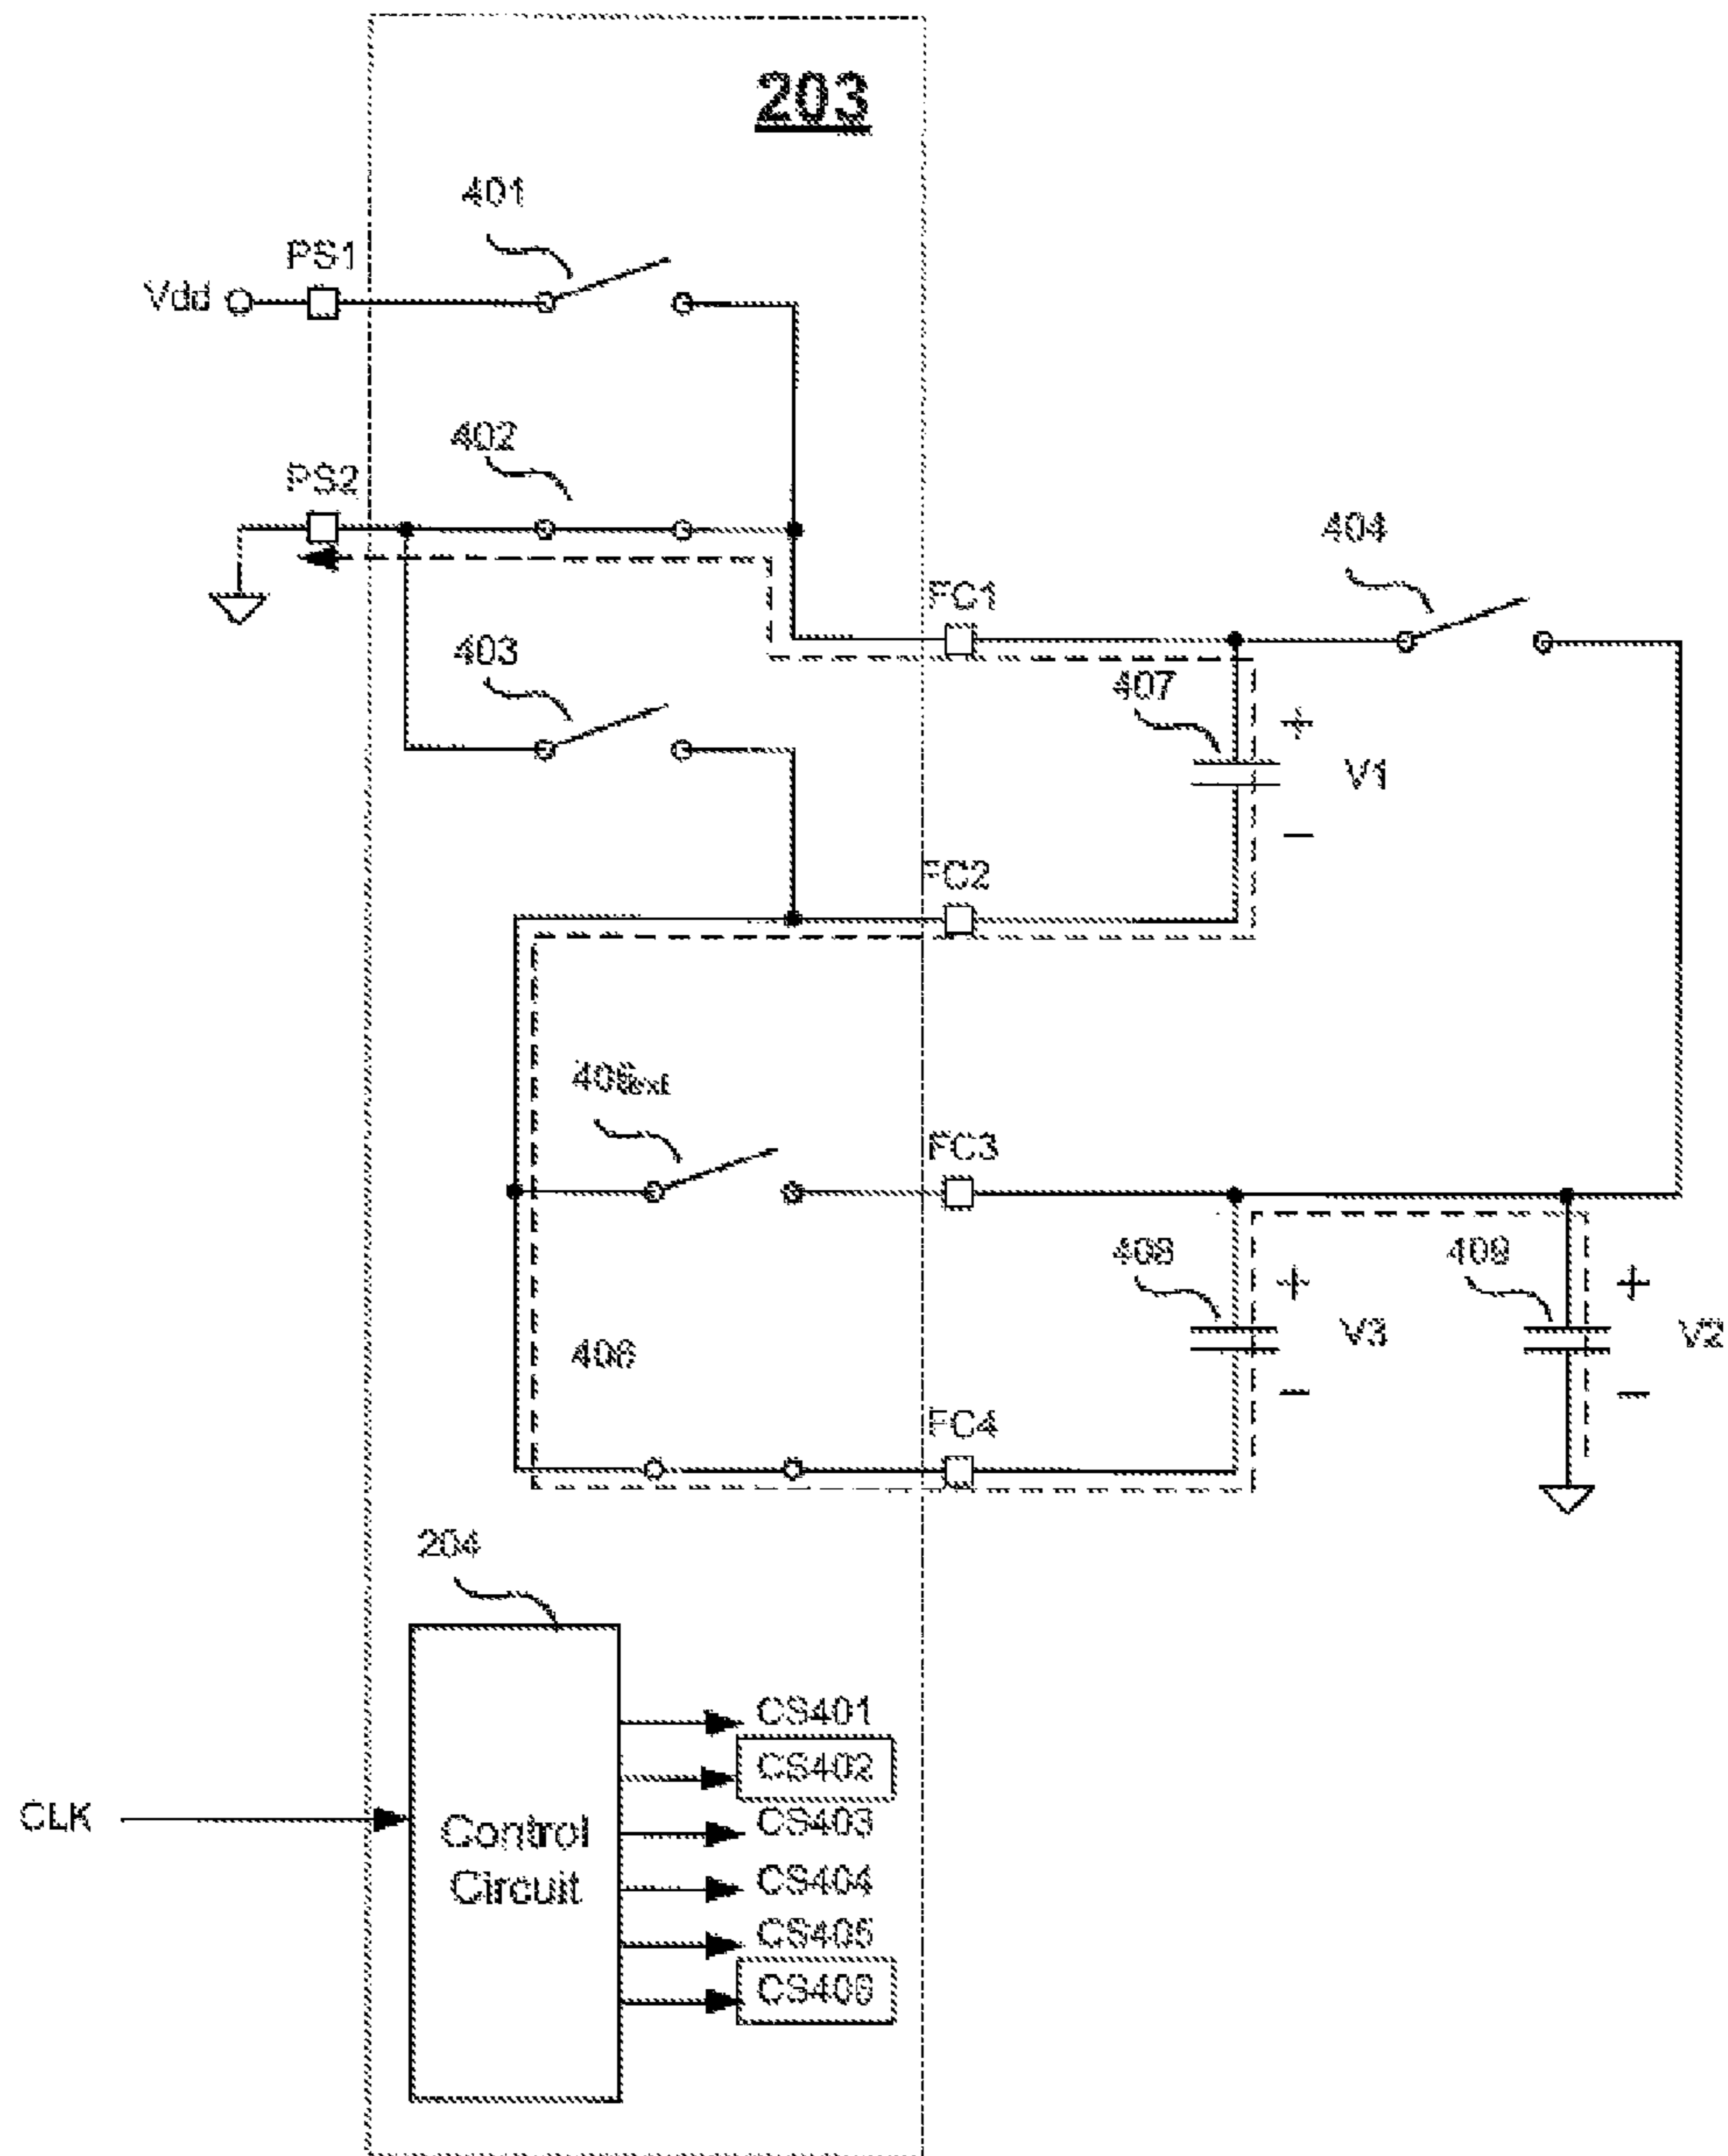 203
401
PS1
Vdd
402
PS2
404
FC1
403
407
+
V1
−
FC2
FC3
408
+
V3
−
409
+
V2
−
406
FC4
204
CS401
CS402
CS403
CS404
CS405
CS406
CLK
Control
Circuit